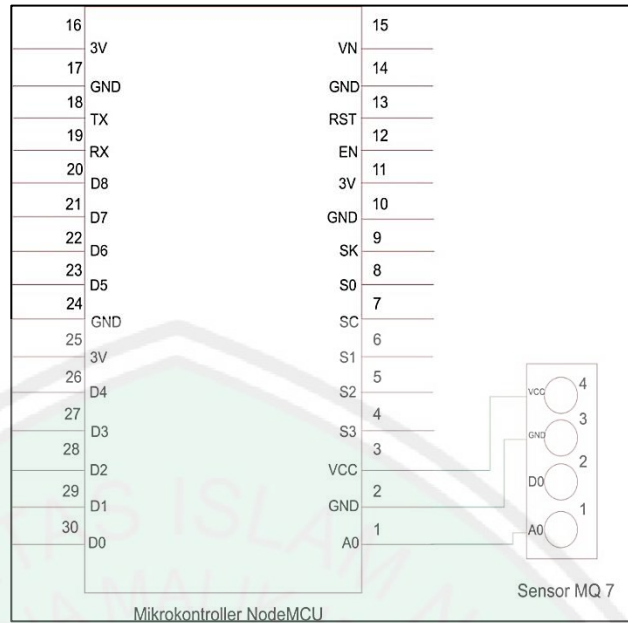 16 15
3V VN
17 14
GND GND
18 13
TX RST
19 12
RX EN
20 11
D8 3V
21 10
D7 GND
22 9
D6 SK
23 8
D5 S0
24 7
GND SC
25 6
3V S1
26 5
D4 S2
27 4
D3 S3
28 3
D2 VCC
29 2
D1 GND
30 1
D0 A0
VCC 4
GND 3
D0 2
A0 1
Sensor MQ 7
Mikrokontroller NodeMCU
TAS ISLAM N
MALIK